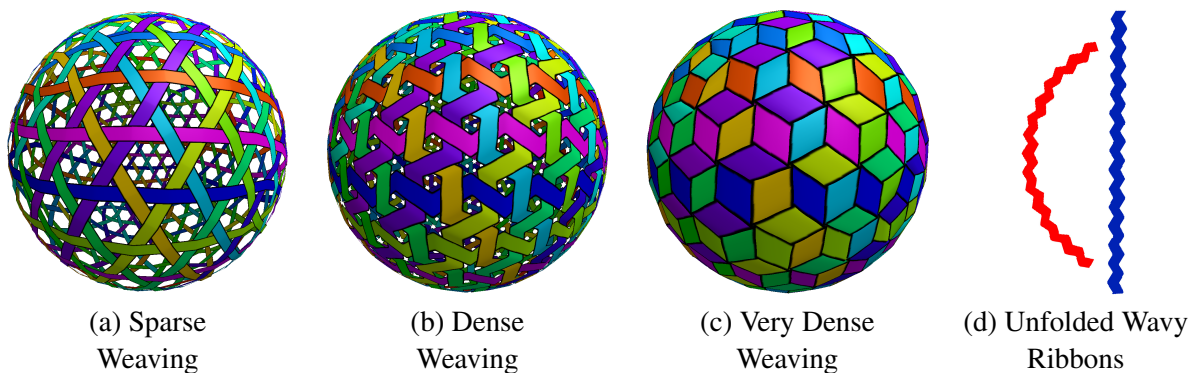 (a) Sparse
Weaving
(b) Dense
Weaving
(c) Very Dense
Weaving
(d) Unfolded Wavy
Ribbons